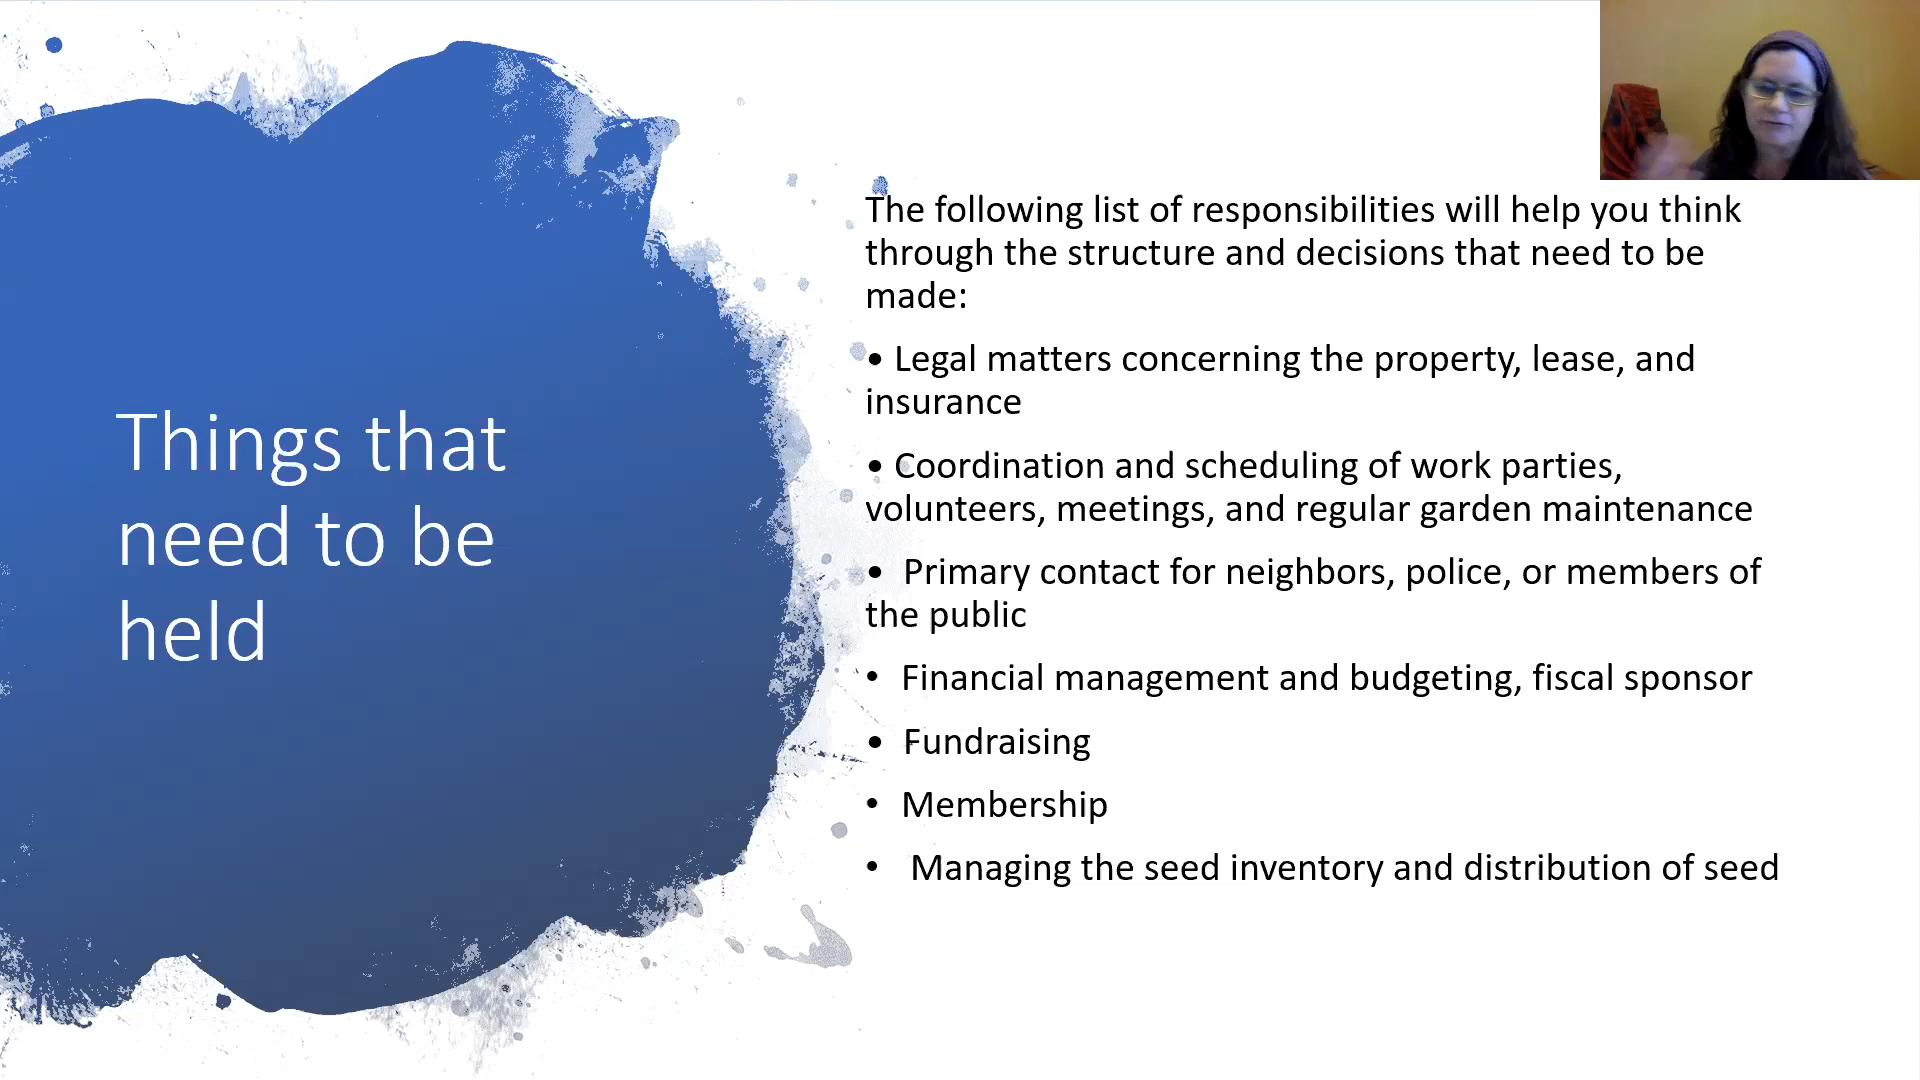 Things that
need to be
held
The following list of responsibilities will help you think
through the structure and decisions that need to be
made:
• Legal matters concerning the property, lease, and
insurance
• Coordination and scheduling of work parties,
volunteers, meetings, and regular garden maintenance
• Primary contact for neighbors, police, or members of
the public
• Financial management and budgeting, fiscal sponsor
• Fundraising
• Membership
• Managing the seed inventory and distribution of seed